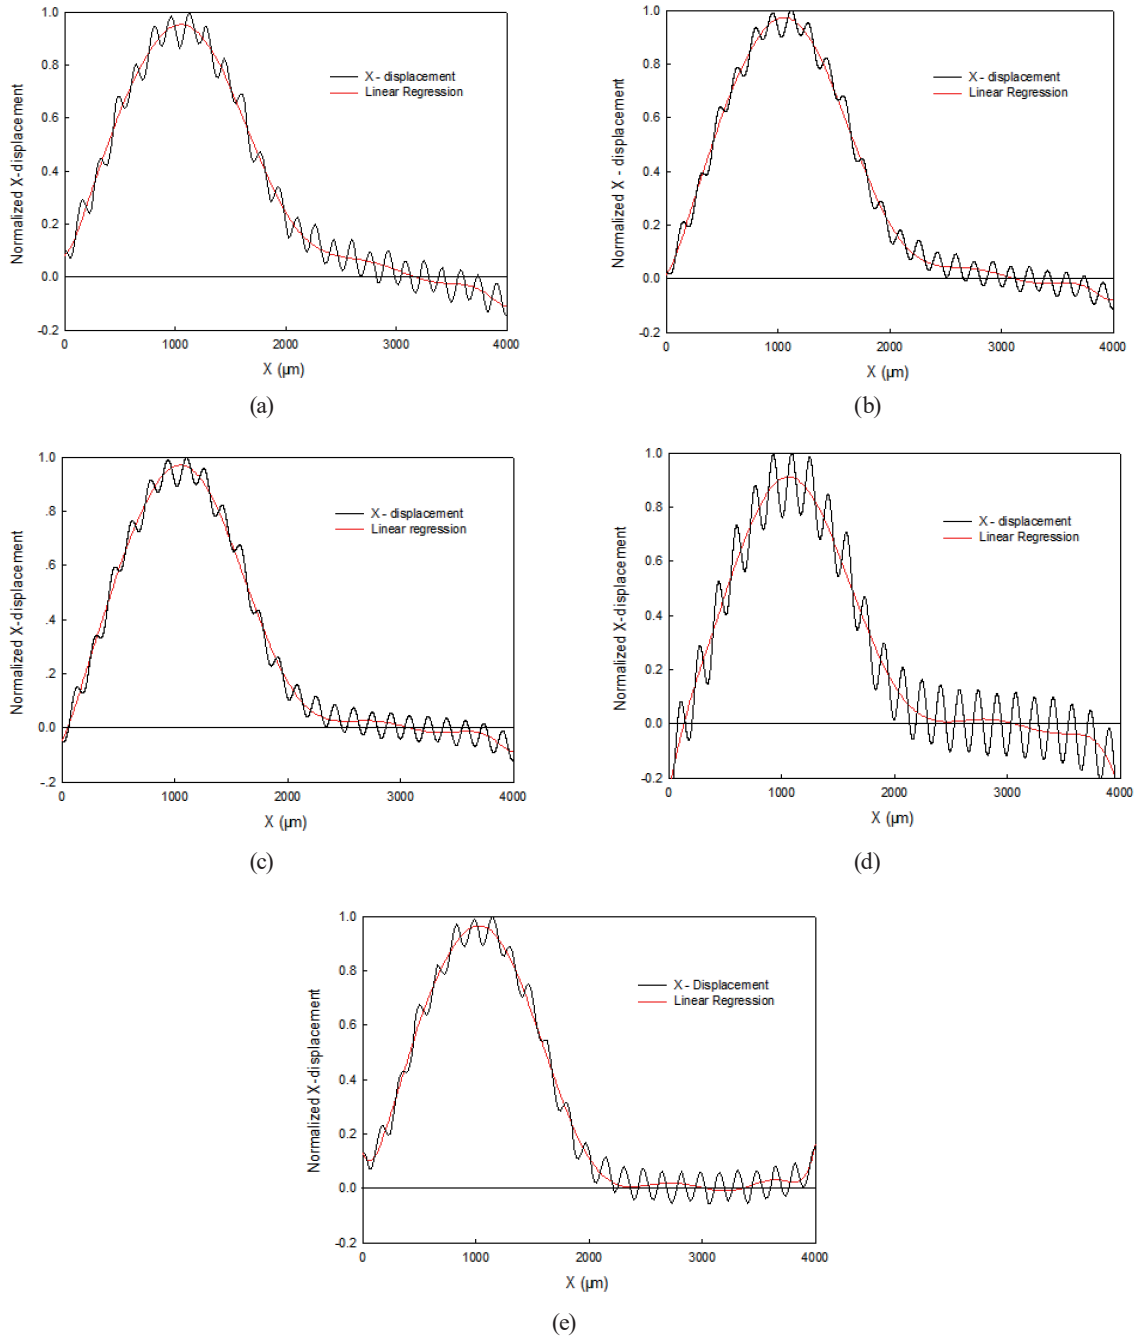 1.0
0.8
0.6
0.4
0.2
0.0
-0.2
Normalized X-displacement
X - displacement
Linear Regression
0 1000 2000 3000 4000
X (µm)
(a)
1.0
0.8
0.6
0.4
0.2
0.0
-0.2
Normalized X - displacement
X - displacement
Linear Regression
0 1000 2000 3000 4000
X (µm)
(b)
1.0
.8
.6
.4
.2
0.0
-.2
Normalized X-displacement
X - displacement
Linear regression
0 1000 2000 3000 4000
X (µm)
(c)
1.0
0.8
0.6
0.4
0.2
0.0
-0.2
Normalized X-displacement
X - displacement
Linear Regression
0 1000 2000 3000 4000
X (µm)
(d)
1.0
0.8
0.6
0.4
0.2
0.0
-0.2
Normalized X-displacement
X - Displacement
Linear Regression
0 1000 2000 3000 4000
X (µm)
(e)